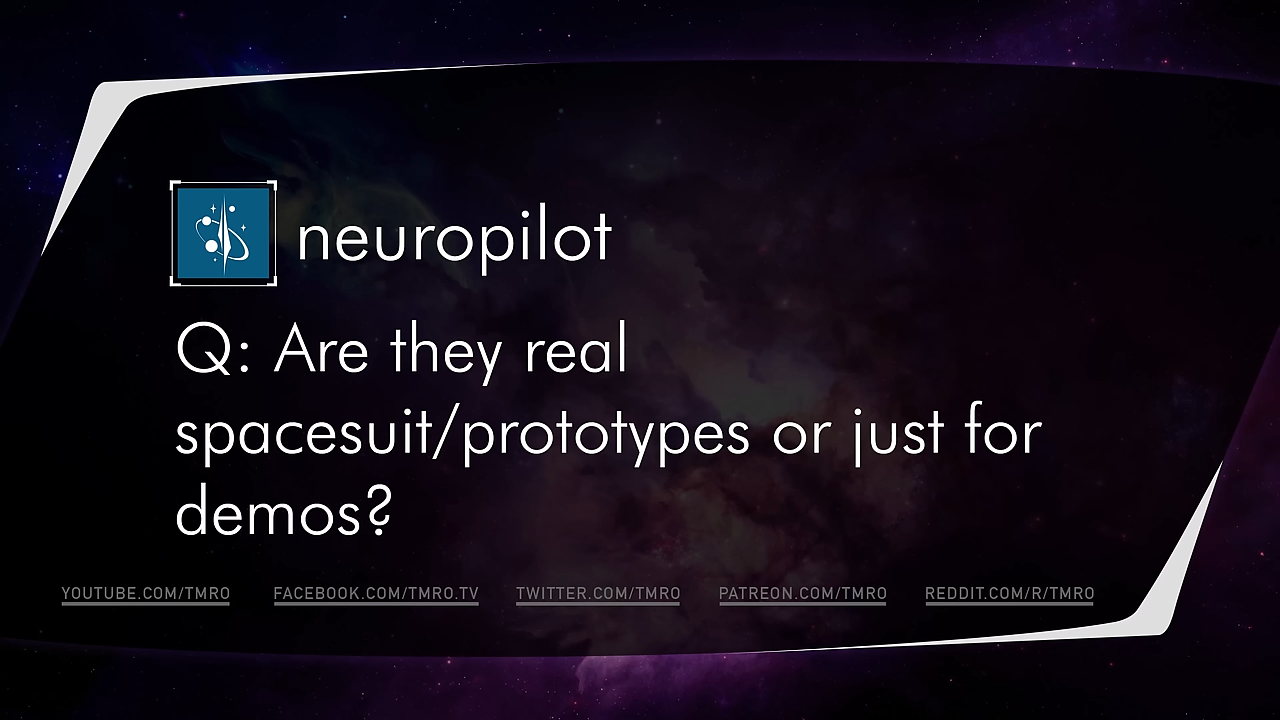 neuropilot
Q: Are they real
spacesuit/prototypes or just for
demos?
YOUTUBE.COM/TMRO FACEBOOK.COM/TMRO.TV TWITTER.COM/TMRO PATREON.COM/TMRO REDDIT.COM/R/TMRO